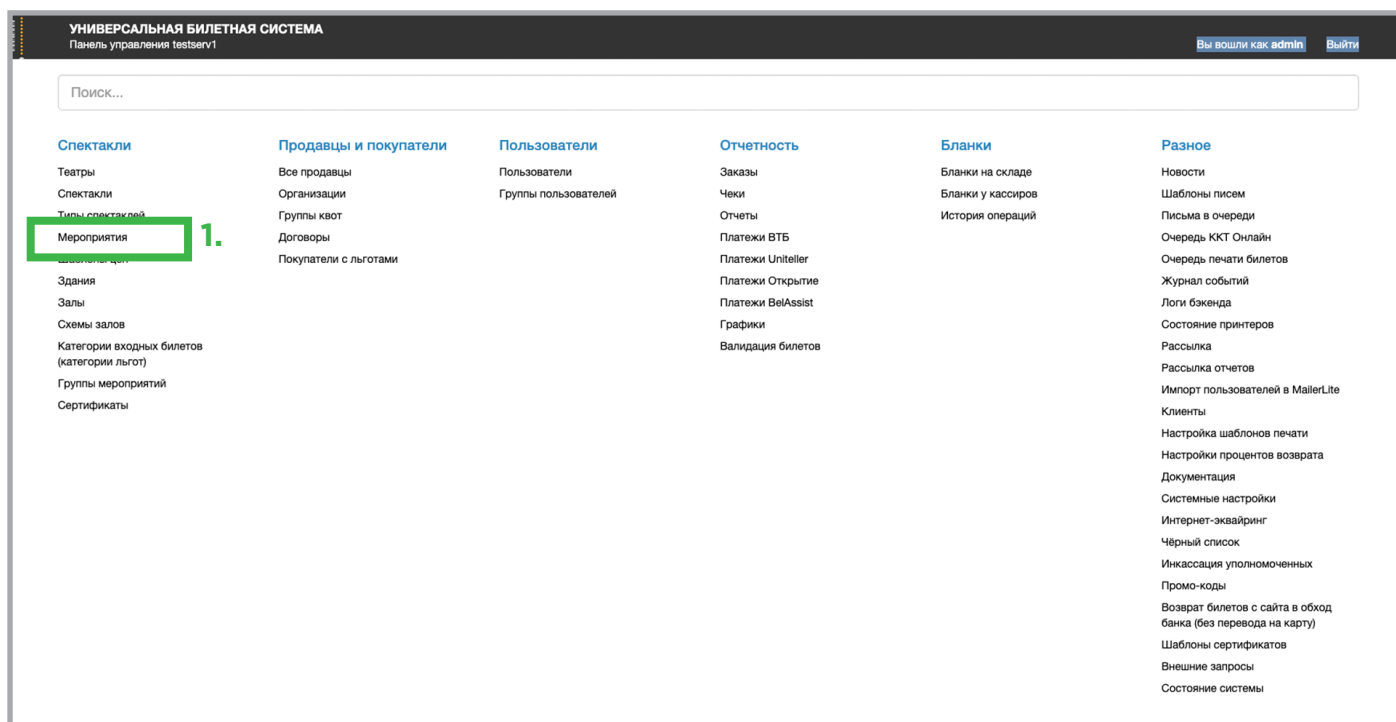 УНИВЕРСАЛЬНАЯ БИЛЕТНАЯ СИСТЕМА
Панель управления testserv1
Вы вошли как admin Выйти
Поиск...
Спектакли
Театры
Спектакли
Типы спектаклей
Мероприятия
1.
Шаблоны цен
Здания
Залы
Схемы залов
Категории входных билетов
(категории льгот)
Группы мероприятий
Сертификаты
Продавцы и покупатели
Все продавцы
Организации
Группы квот
Договоры
Покупатели с льготами
Пользователи
Пользователи
Группы пользователей
Отчетность
Заказы
Чеки
Отчеты
Платежи ВТБ
Платежи Uniteller
Платежи Открытие
Платежи BelAssist
Графики
Валидация билетов
Бланки
Бланки на складе
Бланки у кассиров
История операций
Разное
Новости
Шаблоны писем
Письма в очереди
Очередь ККТ Онлайн
Очередь печати билетов
Журнал событий
Логи бэкенда
Состояние принтеров
Рассылка
Рассылка отчетов
Импорт пользователей в MailerLite
Клиенты
Настройка шаблонов печати
Настройки процентов возврата
Документация
Системные настройки
Интернет-эквайринг
Чёрный список
Инкассация уполномоченных
Промо-коды
Возврат билетов с сайта в обход
банка (без перевода на карту)
Шаблоны сертификатов
Внешние запросы
Состояние системы